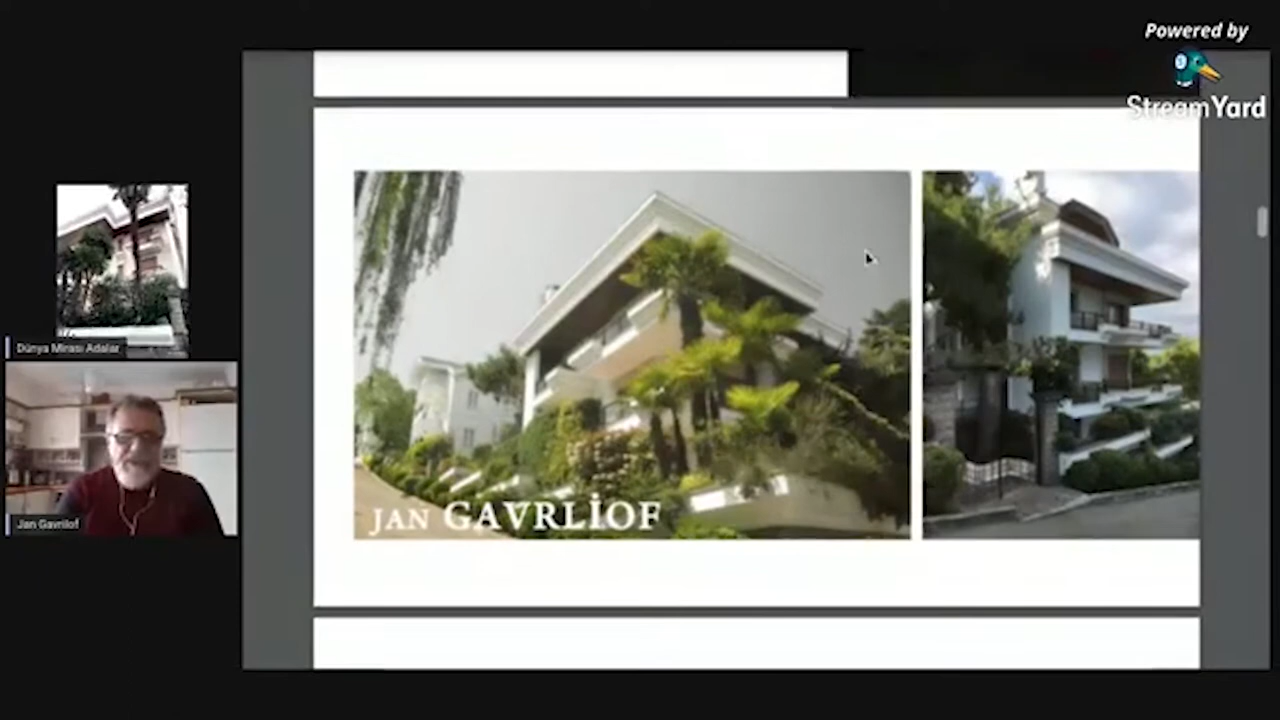 Powered by
StreamYard
Dünya Mirası Adalar
Jan Gavrilof
JAN GAVRLİOF